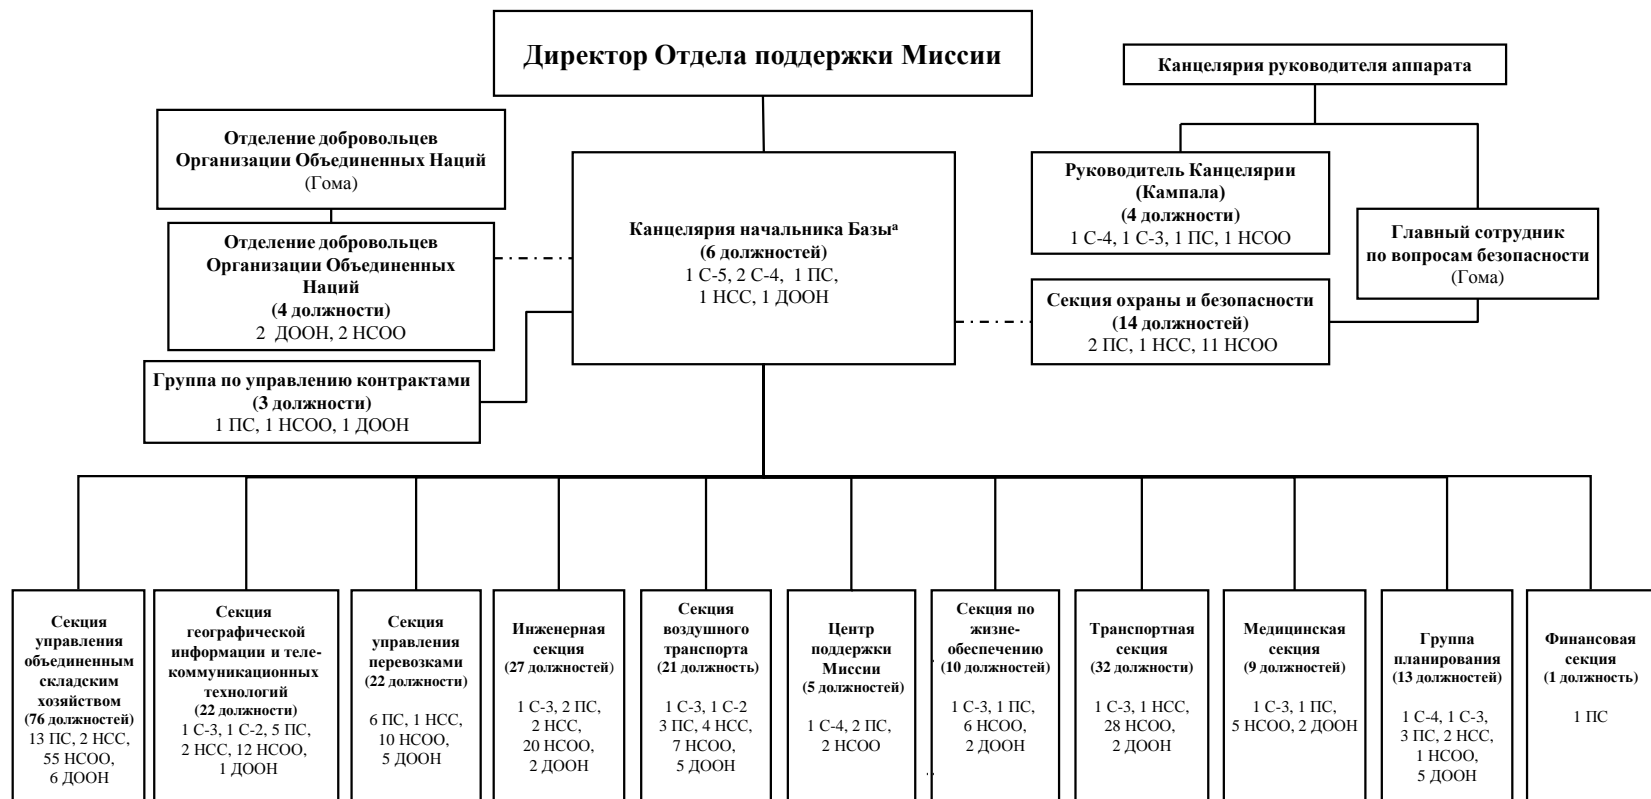 Директор Отдела поддержки Миссии
Канцелярия руководителя аппарата
Отделение добровольцев
Организации Объединенных Наций
(Гома)
Отделение добровольцев
Организации Объединенных
Наций
(4 должности)
2 ДООН, 2 НСОО
Группа по управлению контрактами
(3 должности)
1 ПС, 1 НСОО, 1 ДООН
Канцелярия начальника Базыᵃ
(6 должностей)
1 С-5, 2 С-4, 1 ПС,
1 НСС, 1 ДООН
Руководитель Канцелярии
(Кампала)
(4 должности)
1 С-4, 1 С-3, 1 ПС, 1 НСОО
Главный сотрудник
по вопросам безопасности
(Гома)
Секция охраны и безопасности
(14 должностей)
2 ПС, 1 НСС, 11 НСОО
Секция
управления
объединенным
складским
хозяйством
(76 должностей)
13 ПС, 2 НСС,
55 НСОО,
6 ДООН
Секция
географической
информации и теле-
коммуникационных
технологий
(22 должности)
1 С-3, 1 С-2, 5 ПС,
2 НСС, 12 НСОО,
1 ДООН
Секция
управления
перевозками
(22 должности)
6 ПС, 1 НСС,
10 НСОО,
5 ДООН
Инженерная
секция
(27 должностей)
1 С-3, 2 ПС,
2 НСС,
20 НСОО,
2 ДООН
Секция
воздушного
транспорта
(21 должность)
1 С-3, 1 С-2
3 ПС, 4 НСС,
7 НСОО,
5 ДООН
Центр
поддержки
Миссии
(5 должностей)
1 С-4, 2 ПС,
2 НСОО
Секция по
жизне-
обеспечению
(10 должностей)
1 С-3, 1 ПС,
6 НСОО,
2 ДООН
Транспортная
секция
(32 должности)
1 С-3, 1 НСС,
28 НСОО,
2 ДООН
Медицинская
секция
(9 должностей)
1 С-3, 1 ПС,
5 НСОО, 2 ДООН
Группа
планирования
(13 должностей)
1 С-4, 1 С-3,
3 ПС, 2 НСС,
1 НСОО,
5 ДООН
Финансовая
секция
(1 должность)
1 ПС